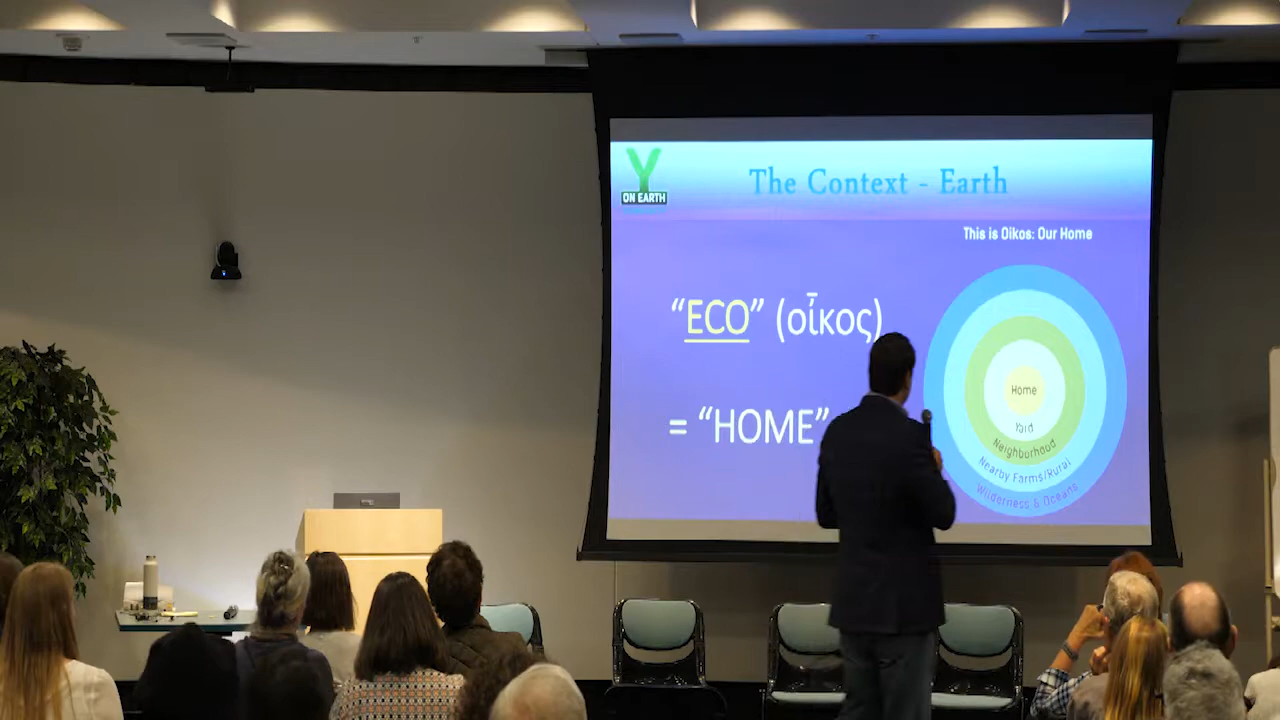 Y
ON EARTH
The Context - Earth
This is Oikos: Our Home
“ECO” (οἶκος)
= “HOME”
Home
Yard
Neighborhood
Nearby Farms/Rural
Wilderness & Oceans